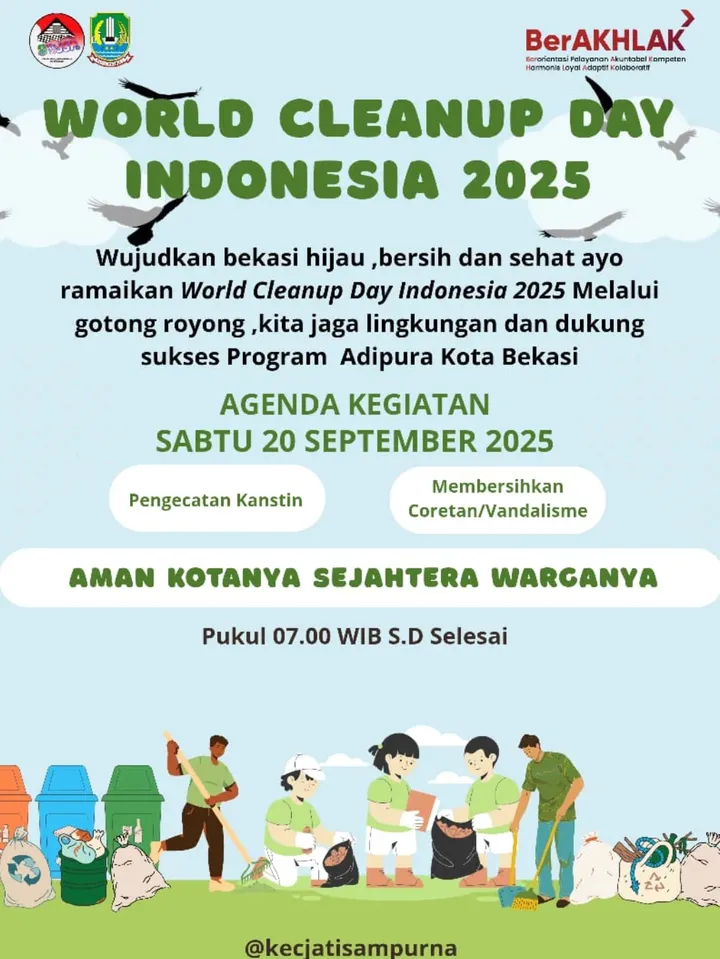 BerAKHLAK
Berorientasi Pelayanan Akuntabel Kompeten
Harmonis Loyal Adaptif Kolaboratif
WORLD CLEANUP DAY
INDONESIA 2025
Wujudkan bekasi hijau ,bersih dan sehat ayo
ramaikan World Cleanup Day Indonesia 2025 Melalui
gotong royong ,kita jaga lingkungan dan dukung
sukses Program Adipura Kota Bekasi
AGENDA KEGIATAN
SABTU 20 SEPTEMBER 2025
Pengecatan Kanstin
Membersihkan
Coretan/Vandalisme
AMAN KOTANYA SEJAHTERA WARGANYA
Pukul 07.00 WIB S.D Selesai
@kecjatisampurna